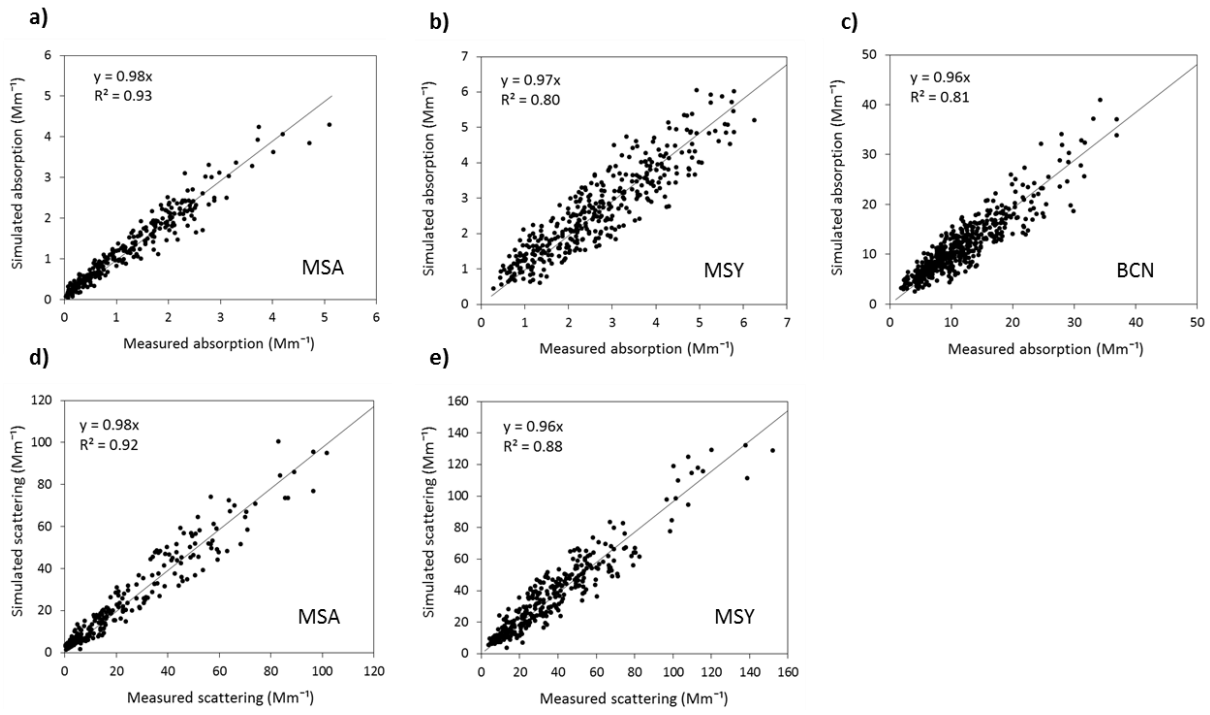 a)
6
5
4
3
2
1
0
0 1 2 3 4 5 6
y = 0.98x
R² = 0.93
MSA
Simulated absorption (Mm⁻¹)
Measured absorption (Mm⁻¹)
b)
7
6
5
4
3
2
1
0
0 1 2 3 4 5 6 7
y = 0.97x
R² = 0.80
MSY
Simulated absorption (Mm⁻¹)
Measured absorption (Mm⁻¹)
c)
50
40
30
20
10
0
0 10 20 30 40 50
y = 0.96x
R² = 0.81
BCN
Simulated absorption (Mm⁻¹)
Measured absorption (Mm⁻¹)
d)
120
100
80
60
40
20
0
0 20 40 60 80 100 120
y = 0.98x
R² = 0.92
MSA
Simulated scattering (Mm⁻¹)
Measured scattering (Mm⁻¹)
e)
160
140
120
100
80
60
40
20
0
0 20 40 60 80 100 120 140 160
y = 0.96x
R² = 0.88
MSY
Simulated scattering (Mm⁻¹)
Measured scattering (Mm⁻¹)